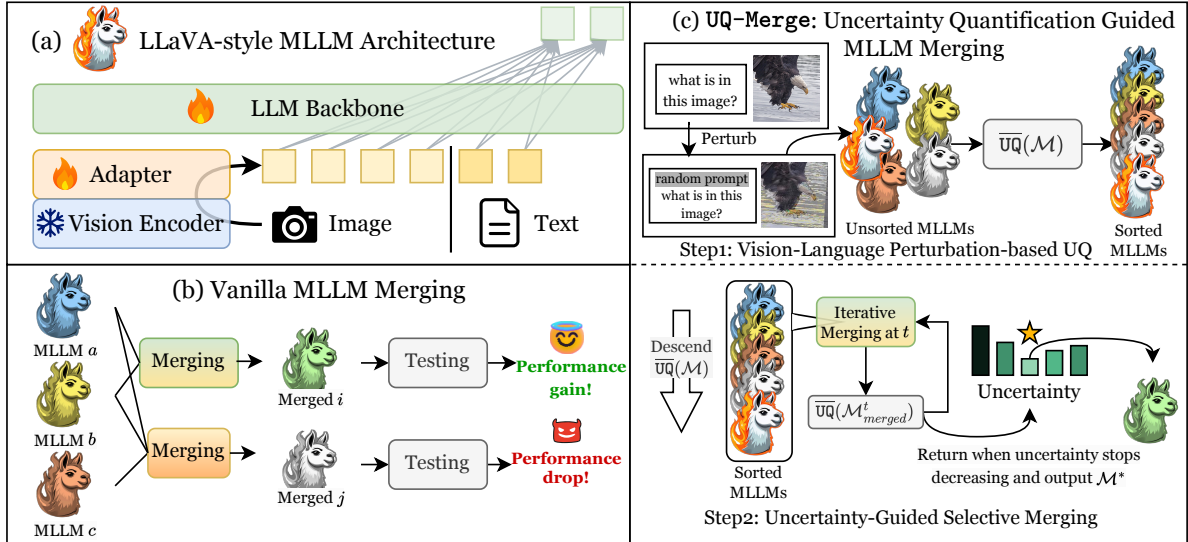 (a) LLaVA-style MLLM Architecture
LLM Backbone
Adapter
Vision Encoder
Image
Text
(b) Vanilla MLLM Merging
MLLM a
MLLM b
MLLM c
Merging
Merging
Merged i
Merged j
Testing
Testing
Performance
gain!
Performance
drop!
(c) UQ-Merge: Uncertainty Quantification Guided
MLLM Merging
what is in
this image?
Perturb
random prompt
what is in this
image?
Unsorted MLLMs
U̅Q̅(ℳ)
Sorted
MLLMs
Step1: Vision-Language Perturbation-based UQ
Descend
U̅Q̅(ℳ)
Sorted
MLLMs
Iterative
Merging at t
U̅Q̅(ℳᵗmerged)
Uncertainty
Return when uncertainty stops
decreasing and output ℳ*
Step2: Uncertainty-Guided Selective Merging